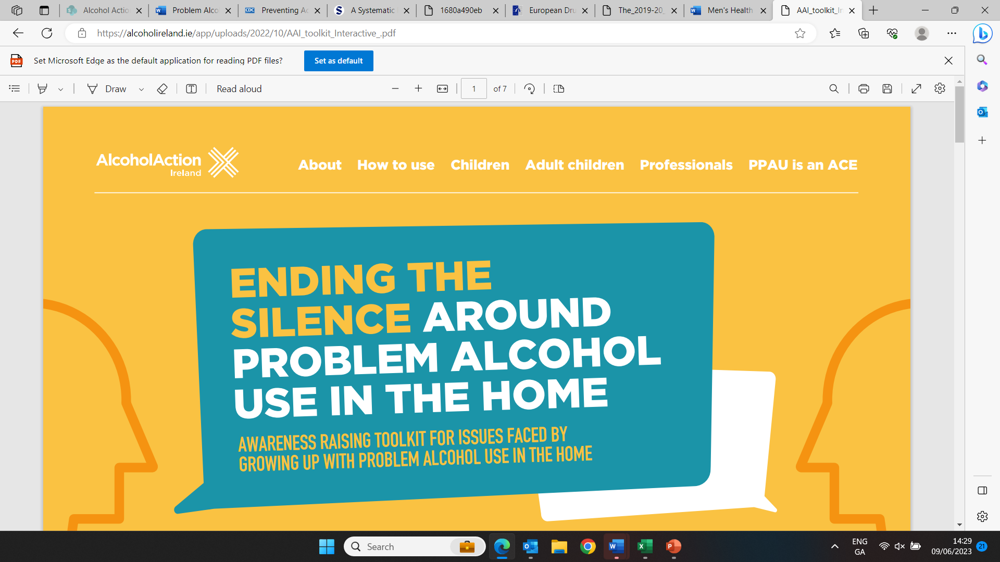 Alcohol Actio
Problem Alco
Preventing Ac
A Systematic
1680a490eb
European Dru
The_2019-20_
Men's Health
AAI_toolkit_In
https://alcoholireland.ie/app/uploads/2022/10/AAI_toolkit_Interactive_.pdf
PDF
Set Microsoft Edge as the default application for reading PDF files?
Set as default
Draw
Read aloud
1
of 7
AlcoholAction
Ireland
About
How to use
Children
Adult children
Professionals
PPAU is an ACE
ENDING THE
SILENCE AROUND
PROBLEM ALCOHOL
USE IN THE HOME
AWARENESS RAISING TOOLKIT FOR ISSUES FACED BY
GROWING UP WITH PROBLEM ALCOHOL USE IN THE HOME
Search
ENG
GA
14:29
09/06/2023
21